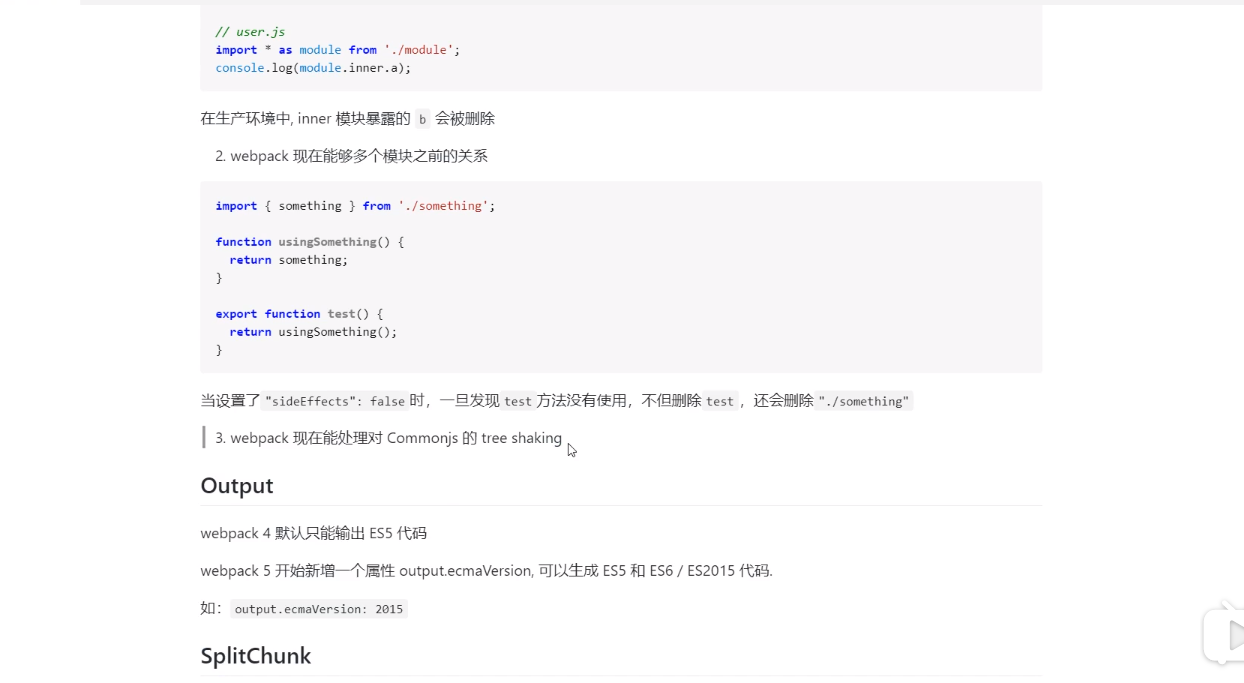 // user.js
import * as module from './module';
console.log(module.inner.a);
在生产环境中, inner 模块暴露的 b 会被删除
2. webpack 现在能够多个模块之前的关系
import { something } from './something';
function usingSomething() {
return something;
}
export function test() {
return usingSomething();
}
当设置了"sideEffects": false时，一旦发现test方法没有使用，不但删除test，还会删除"./something"
3. webpack 现在能处理对 Commonjs 的 tree shaking
Output
webpack 4 默认只能输出 ES5 代码
webpack 5 开始新增一个属性 output.ecmaVersion, 可以生成 ES5 和 ES6 / ES2015 代码.
如：output.ecmaVersion: 2015
SplitChunk